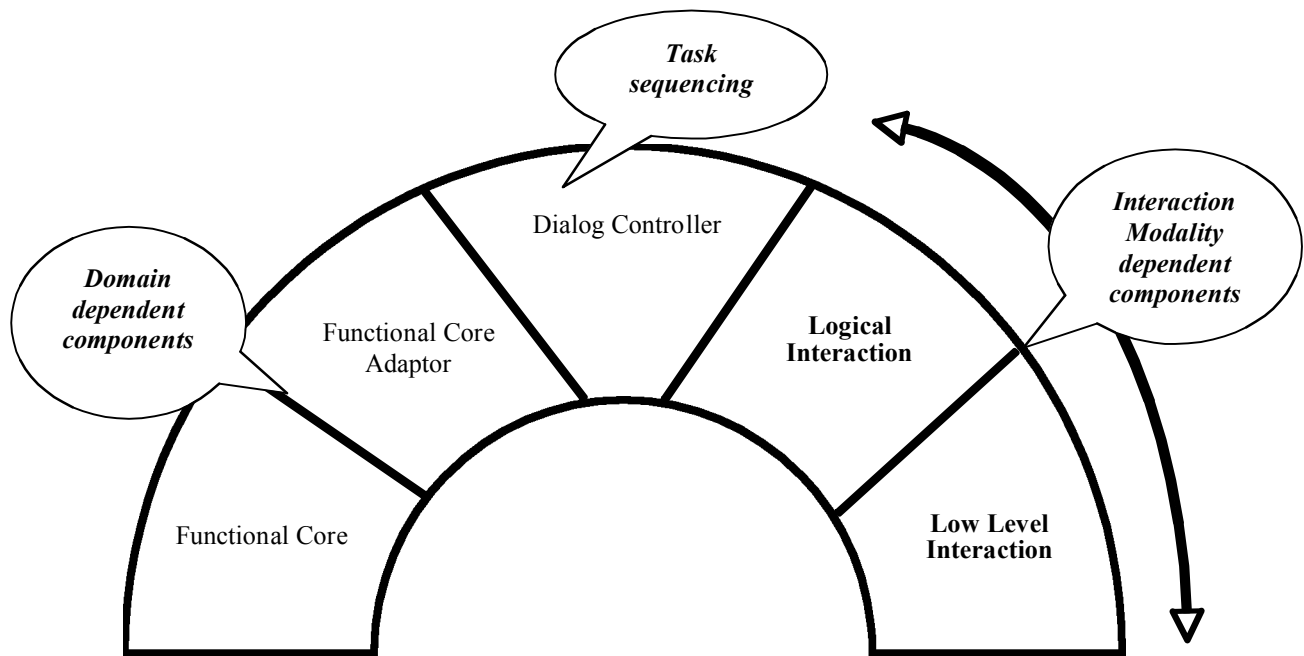 Task
sequencing
Interaction
Modality
dependent
components
Dialog Controller
Domain
dependent
components
Functional Core
Adaptor
Logical
Interaction
Functional Core
Low Level
Interaction